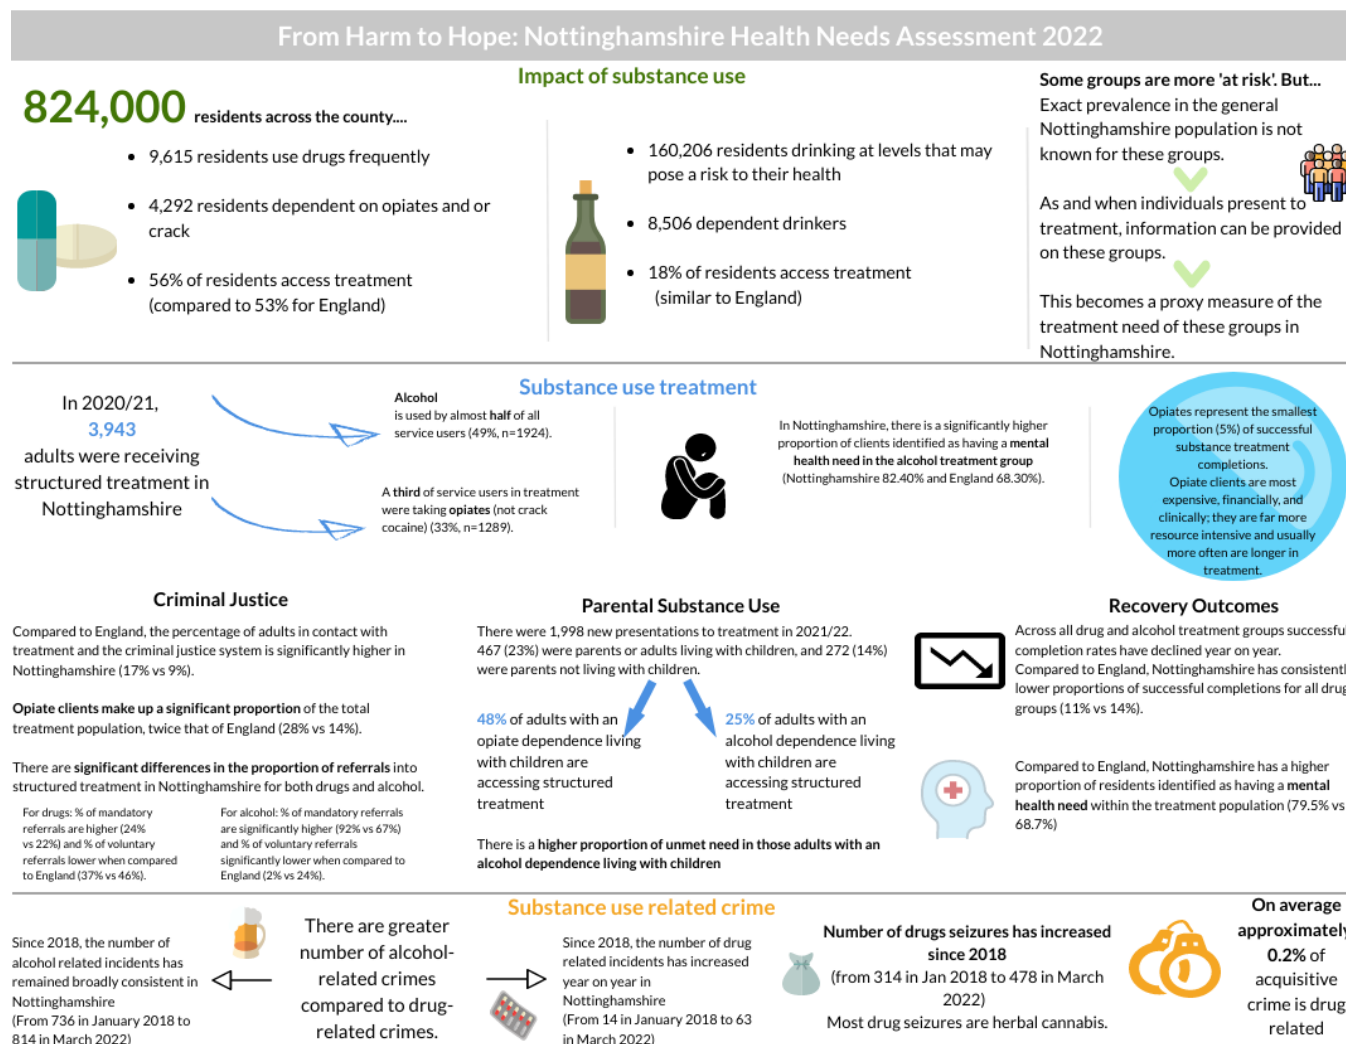 From Harm to Hope: Nottinghamshire Health Needs Assessment 2022
Impact of substance use
824,000 residents across the county....
• 9,615 residents use drugs frequently
• 4,292 residents dependent on opiates and or
crack
• 56% of residents access treatment
(compared to 53% for England)
• 160,206 residents drinking at levels that may
pose a risk to their health
• 8,506 dependent drinkers
• 18% of residents access treatment
(similar to England)
Some groups are more 'at risk'. But...
Exact prevalence in the general
Nottinghamshire population is not
known for these groups.
As and when individuals present to
treatment, information can be provided
on these groups.
This becomes a proxy measure of the
treatment need of these groups in
Nottinghamshire.
Substance use treatment
In 2020/21,
3,943
adults were receiving
structured treatment in
Nottinghamshire
Alcohol
is used by almost half of all
service users (49%, n=1924).
A third of service users in treatment
were taking opiates (not crack
cocaine) (33%, n=1289).
In Nottinghamshire, there is a significantly higher
proportion of clients identified as having a mental
health need in the alcohol treatment group
(Nottinghamshire 82.40% and England 68.30%).
Opiates represent the smallest
proportion (5%) of successful
substance treatment
completions.
Opiate clients are most
expensive, financially, and
clinically; they are far more
resource intensive and usually
more often are longer in
treatment.
Criminal Justice
Compared to England, the percentage of adults in contact with
treatment and the criminal justice system is significantly higher in
Nottinghamshire (17% vs 9%).
Opiate clients make up a significant proportion of the total
treatment population, twice that of England (28% vs 14%).
There are significant differences in the proportion of referrals into
structured treatment in Nottinghamshire for both drugs and alcohol.
For drugs: % of mandatory
referrals are higher (24%
vs 22%) and % of voluntary
referrals lower when compared
to England (37% vs 46%).
For alcohol: % of mandatory referrals
are significantly higher (92% vs 67%)
and % of voluntary referrals
significantly lower when compared to
England (2% vs 24%).
Parental Substance Use
There were 1,998 new presentations to treatment in 2021/22.
467 (23%) were parents or adults living with children, and 272 (14%)
were parents not living with children.
48% of adults with an
opiate dependence living
with children are
accessing structured
treatment
25% of adults with an
alcohol dependence living
with children are
accessing structured
treatment
There is a higher proportion of unmet need in those adults with an
alcohol dependence living with children
Recovery Outcomes
Across all drug and alcohol treatment groups successful
completion rates have declined year on year.
Compared to England, Nottinghamshire has consistentl
lower proportions of successful completions for all drug
groups (11% vs 14%).
Compared to England, Nottinghamshire has a higher
proportion of residents identified as having a mental
health need within the treatment population (79.5% vs
68.7%)
Substance use related crime
Since 2018, the number of
alcohol related incidents has
remained broadly consistent in
Nottinghamshire
(From 736 in January 2018 to
814 in March 2022)
There are greater
number of alcohol-
related crimes
compared to drug-
related crimes.
Since 2018, the number of drug
related incidents has increased
year on year in
Nottinghamshire
(From 14 in January 2018 to 63
in March 2022)
Number of drugs seizures has increased
since 2018
(from 314 in Jan 2018 to 478 in March
2022)
Most drug seizures are herbal cannabis.
On average
approximately
0.2% of
acquisitive
crime is drug
related